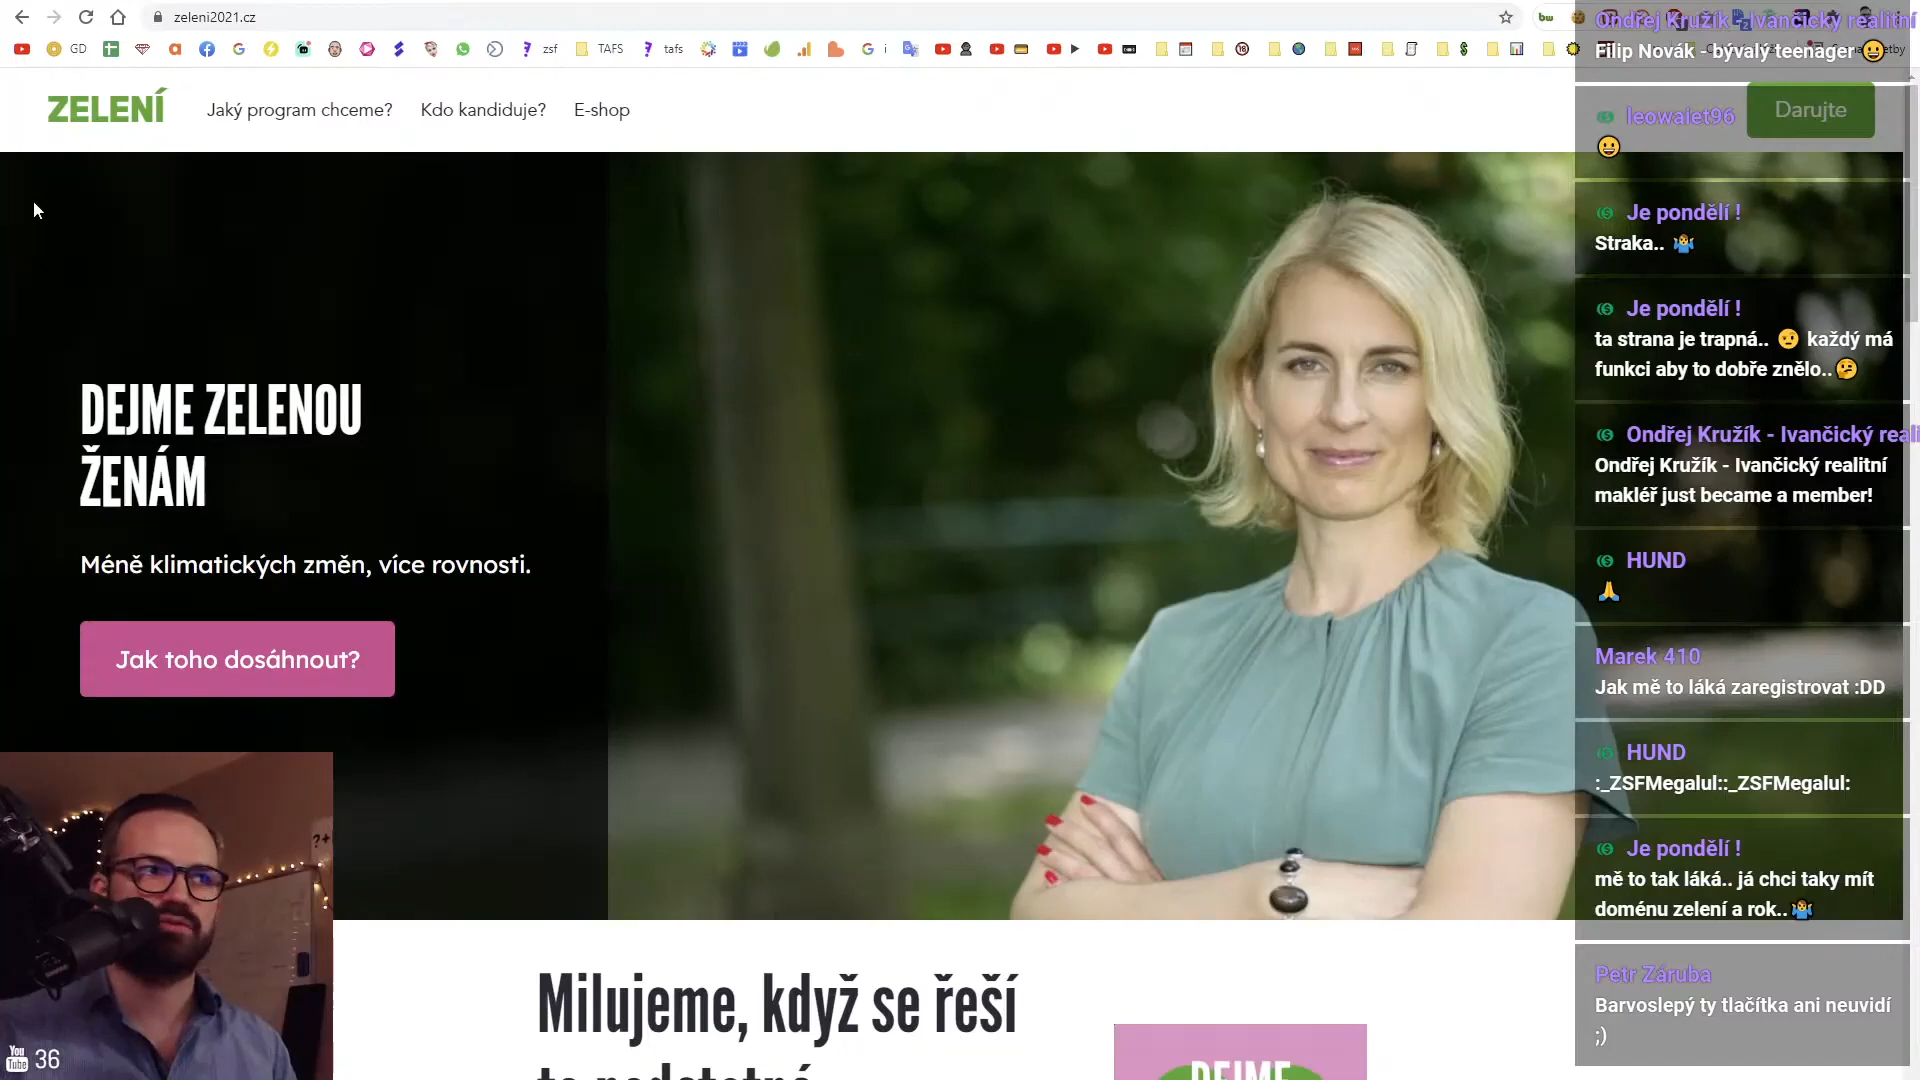 zeleni2021.cz
GD
zsf
TAFS
tafs
ZELENÍ
Jaký program chceme?
Kdo kandiduje?
E-shop
Darujte
DEJME ZELENOU
ŽENÁM
Méně klimatických změn, více rovnosti.
Jak toho dosáhnout?
Milujeme, když se řeší
DEJME
You
Tube 36
Ondřej Kružík - Ivančický realitní
Filip Novák - bývalý teenager 😀
leowalet96
😀
Je pondělí !
Straka.. 🤷‍♂️
Je pondělí !
ta strana je trapná.. 🤨 každý má
funkci aby to dobře znělo..🤔
Ondřej Kružík - Ivančický reali
Ondřej Kružík - Ivančický realitní
makléř just became a member!
HUND
🙏
Marek 410
Jak mě to láká zaregistrovat :DD
HUND
:_ZSFMegalul::_ZSFMegalul:
Je pondělí !
mě to tak láká.. já chci taky mít
doménu zelení a rok..🤷‍♂️
Petr Záruba
Barvoslepý ty tlačítka ani neuvidí
;)